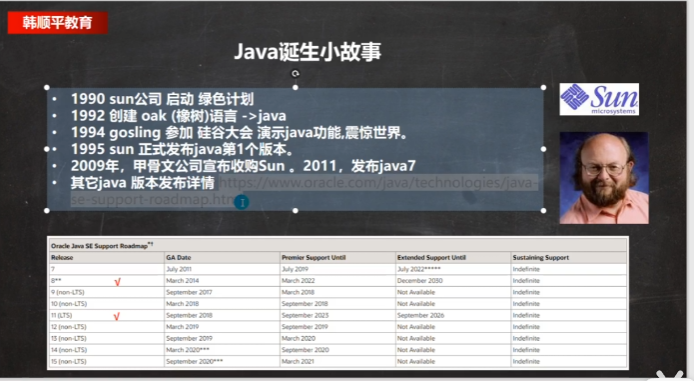 韩顺平教育
Java诞生小故事
• 1990 sun公司 启动 绿色计划
• 1992 创建 oak (橡树)语言 ->java
• 1994 gosling 参加 硅谷大会 演示java功能,震惊世界。
• 1995 sun 正式发布java第1个版本。
• 2009年，甲骨文公司宣布收购Sun 。2011，发布java7
• 其它java 版本发布详情 https://www.oracle.com/java/technologies/java-
se-support-roadmap.html
Sun
microsystems
Oracle Java SE Support Roadmap*†
Release GA Date Premier Support Until Extended Support Until Sustaining Support
7 July 2011 July 2019 July 2022***** Indefinite
8** √ March 2014 March 2022 December 2030 Indefinite
9 (non-LTS) September 2017 March 2018 Not Available Indefinite
10 (non-LTS) March 2018 September 2018 Not Available Indefinite
11 (LTS) √ September 2018 September 2023 September 2026 Indefinite
12 (non-LTS) March 2019 September 2019 Not Available Indefinite
13 (non-LTS) September 2019 March 2020 Not Available Indefinite
14 (non-LTS) March 2020*** September 2020 Not Available Indefinite
15 (non-LTS) September 2020*** March 2021 Not Available Indefinite